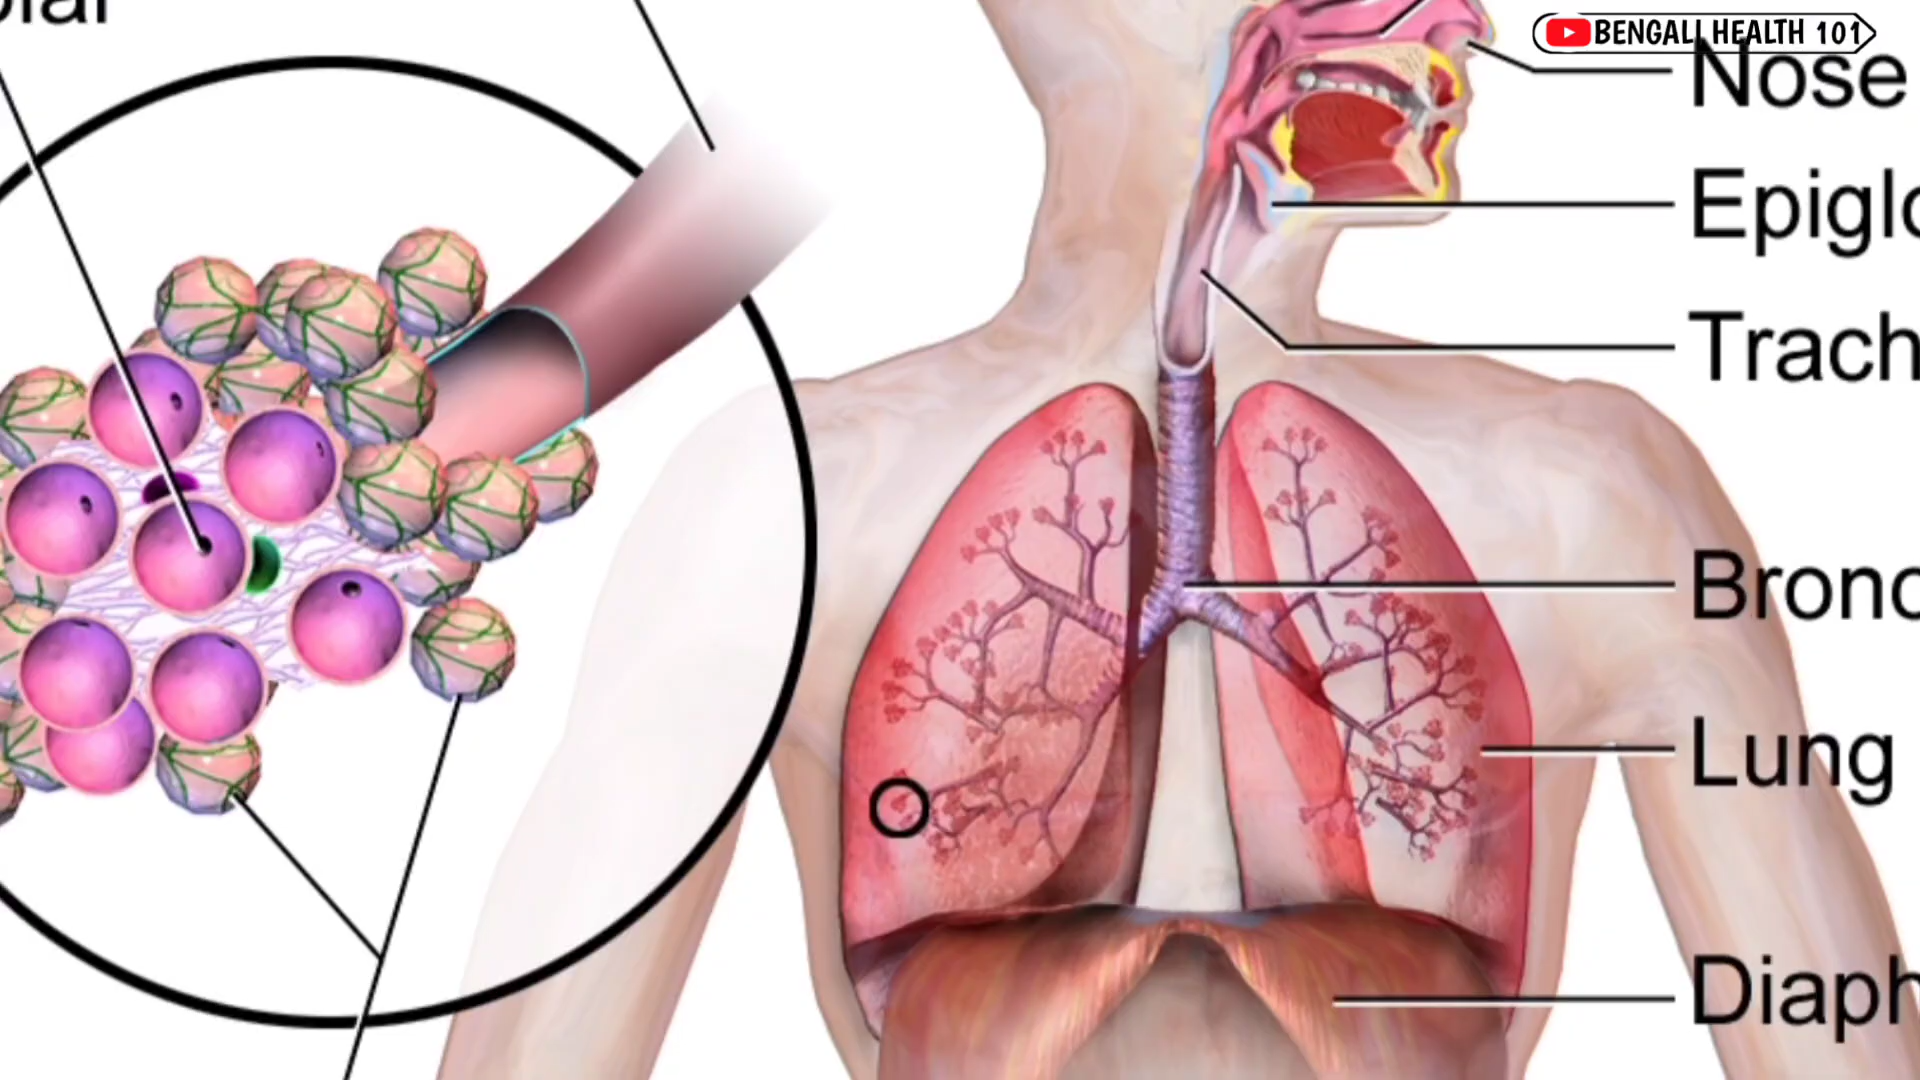 BENGALI HEALTH 101
Nose
Epiglo
Trach
Bronc
Lung
Diaph